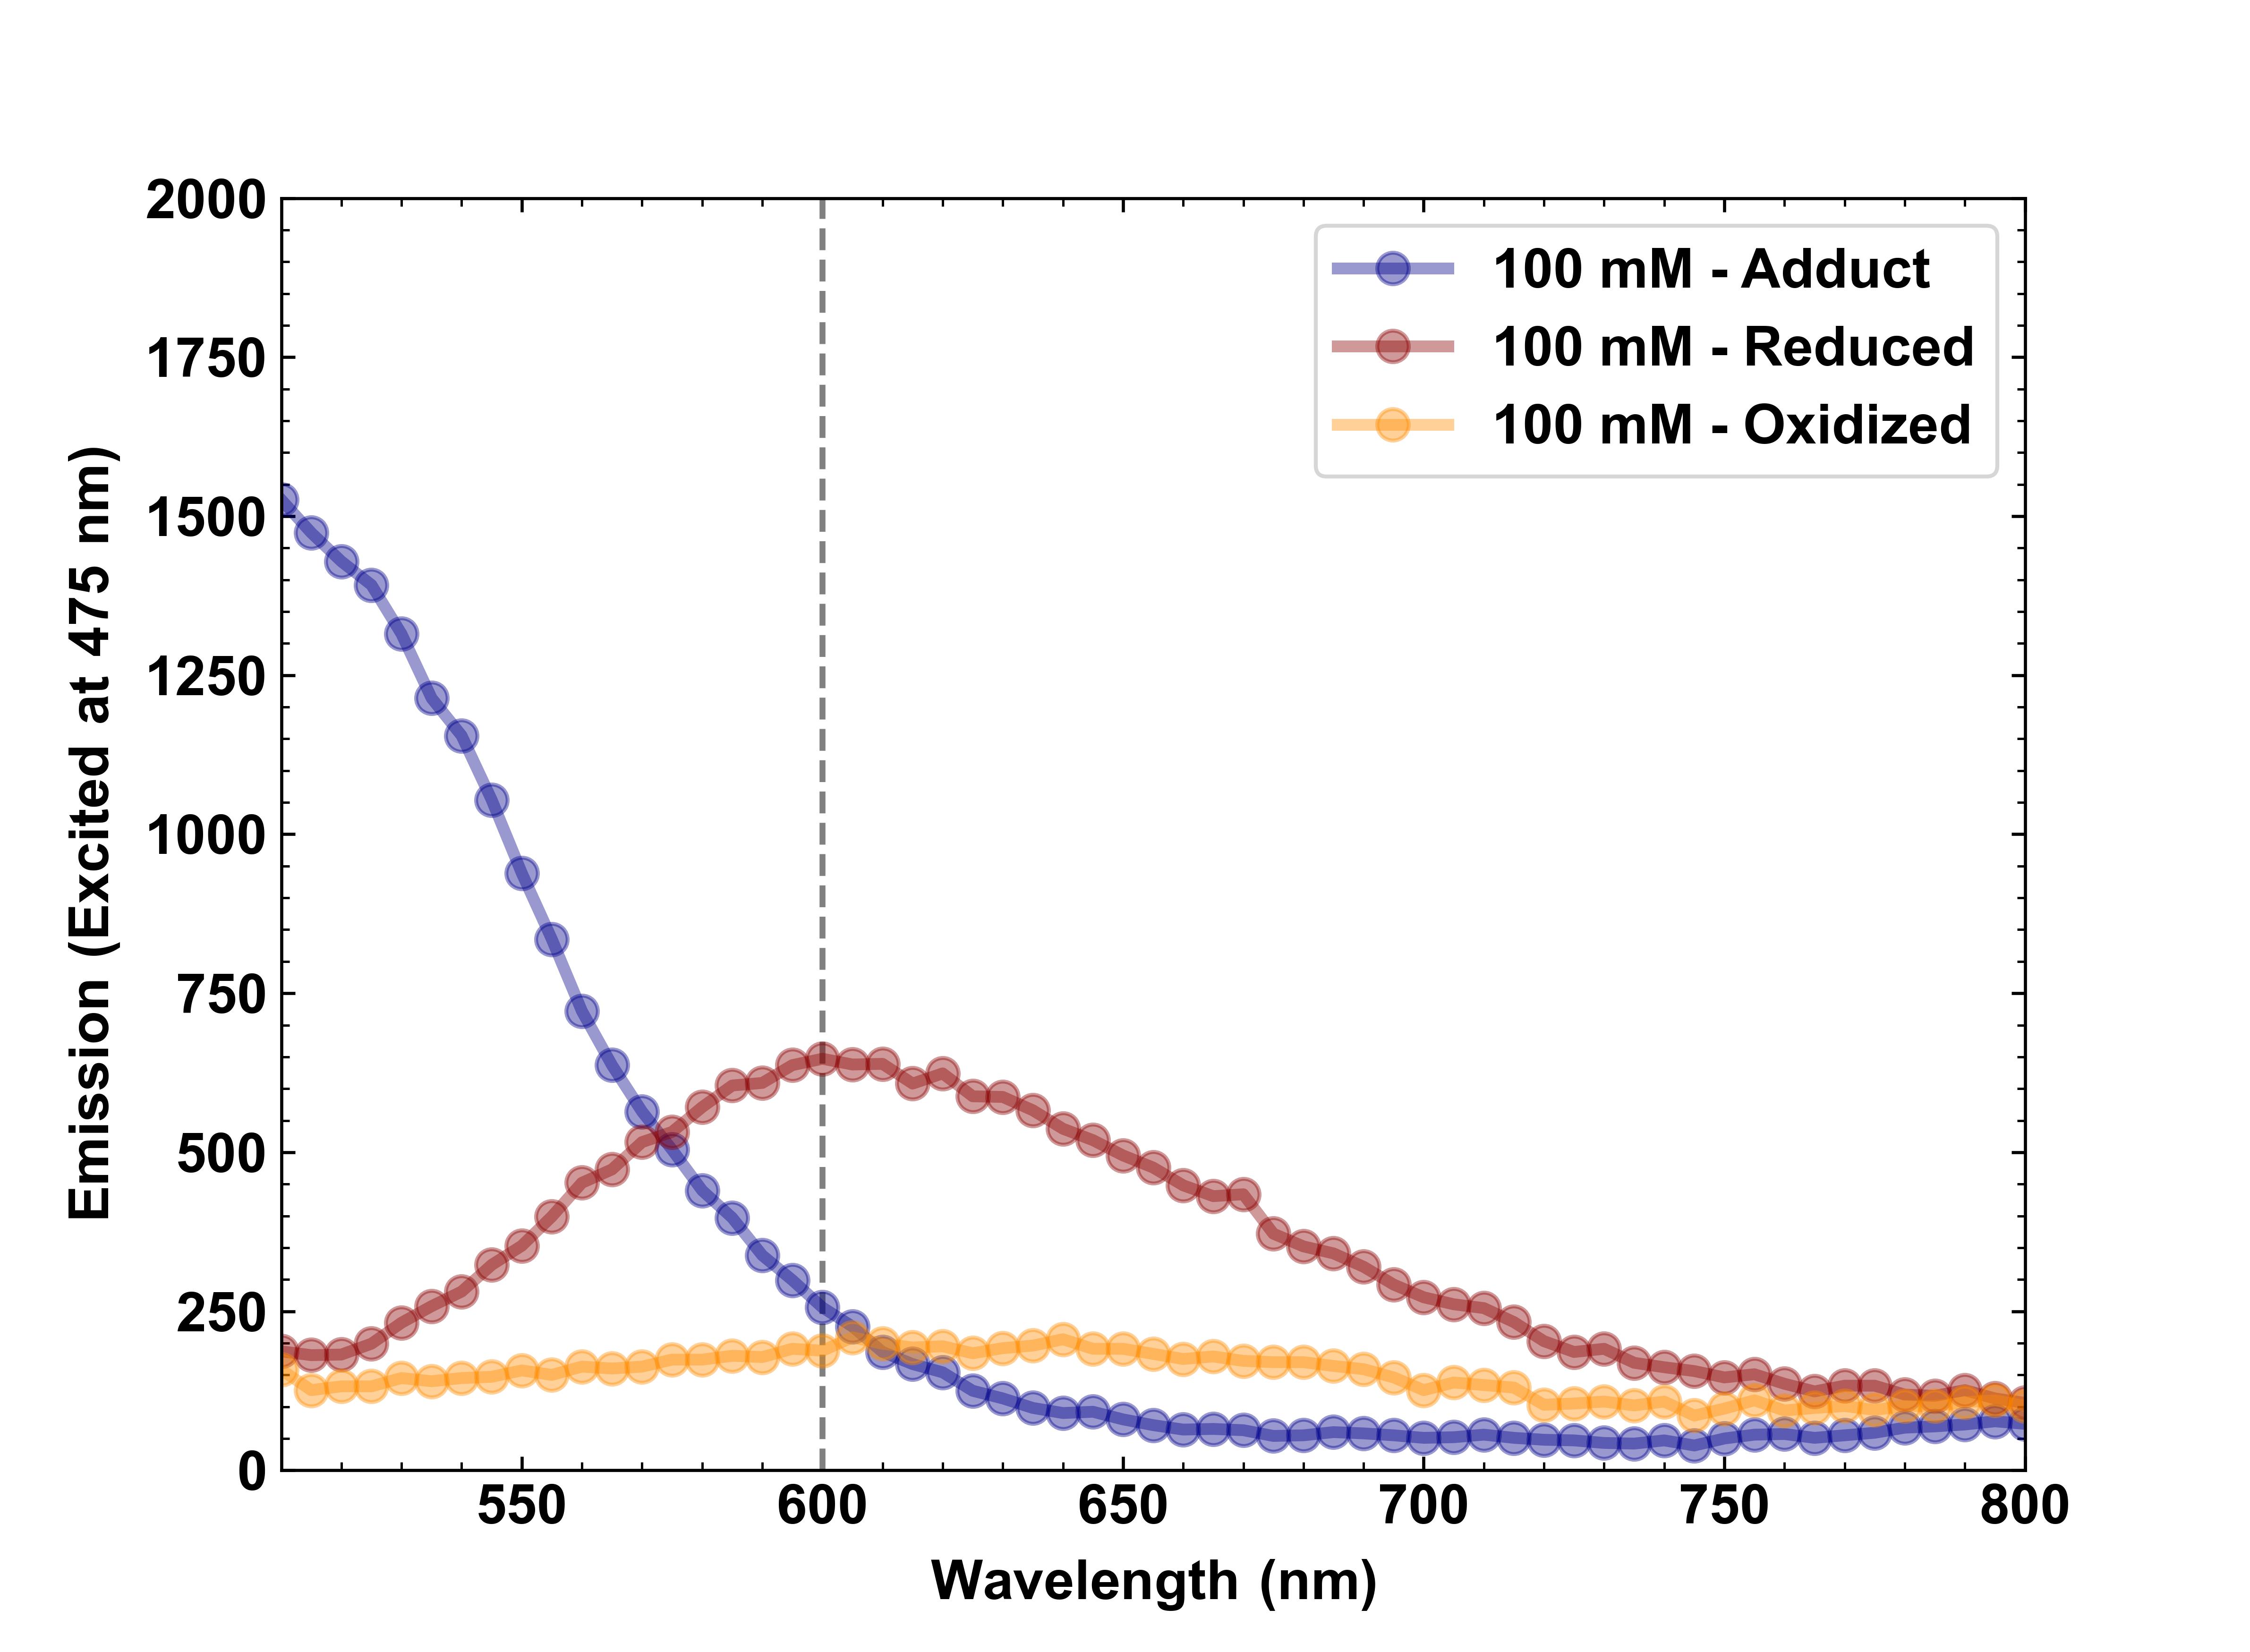 2000
1750
1500
1250
1000
750
500
250
0
Emission (Excited at 475 nm)
100 mM - Adduct
100 mM - Reduced
100 mM - Oxidized
550 600 650 700 750 800
Wavelength (nm)